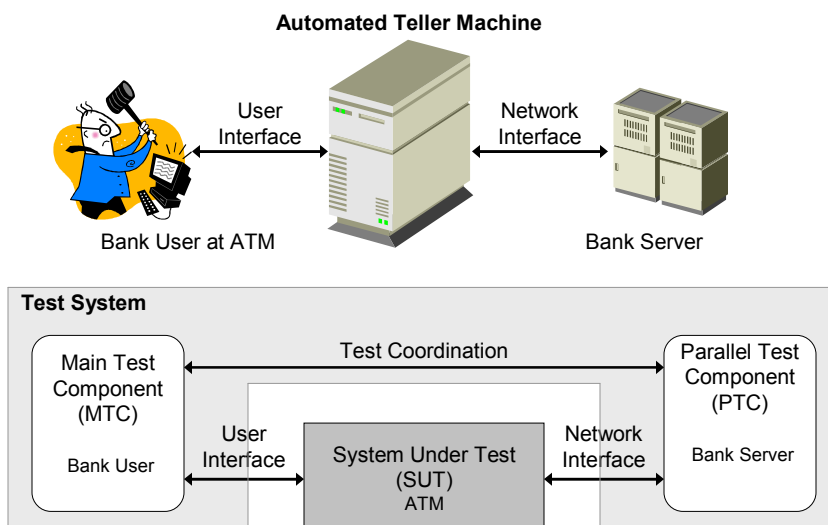 Automated Teller Machine
User
Interface
Network
Interface
Bank User at ATM
Bank Server
Test System
Main Test
Component
(MTC)
Bank User
Test Coordination
Parallel Test
Component
(PTC)
Bank Server
User
Interface
System Under Test
(SUT)
ATM
Network
Interface